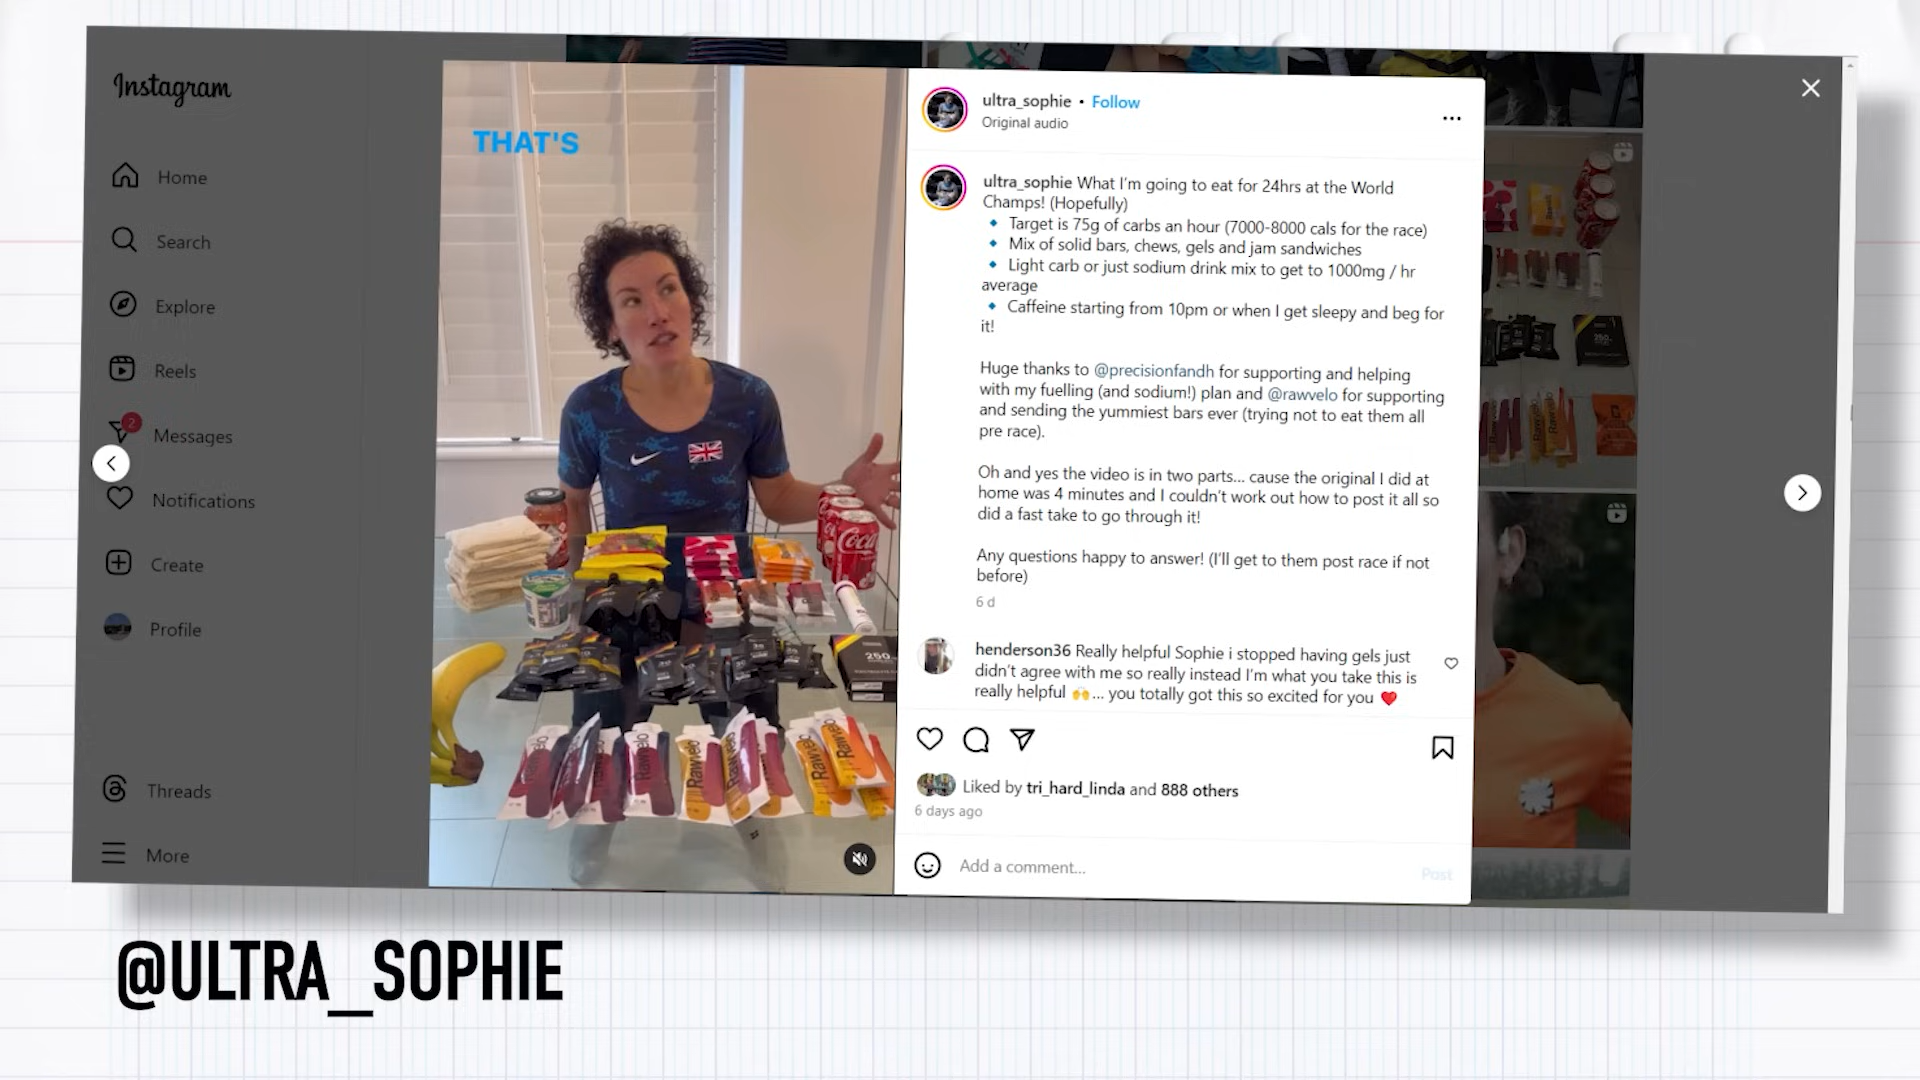 Instagram
Home
Search
Explore
Reels
2
Messages
Notifications
Create
Profile
Threads
More
THAT'S
Coca
250
Rawvelo
Rawvelo
Rawvelo
Rawvelo
Rawvelo
ultra_sophie • Follow
Original audio
ultra_sophie What I'm going to eat for 24hrs at the World
Champs! (Hopefully)
🔹 Target is 75g of carbs an hour (7000-8000 cals for the race)
🔹 Mix of solid bars, chews, gels and jam sandwiches
🔹 Light carb or just sodium drink mix to get to 1000mg / hr
average
🔹 Caffeine starting from 10pm or when I get sleepy and beg for
it!
Huge thanks to @precisionfandh for supporting and helping
with my fuelling (and sodium!) plan and @rawvelo for supporting
and sending the yummiest bars ever (trying not to eat them all
pre race).
Oh and yes the video is in two parts... cause the original I did at
home was 4 minutes and I couldn't work out how to post it all so
did a fast take to go through it!
Any questions happy to answer! (I'll get to them post race if not
before)
6 d
henderson36 Really helpful Sophie i stopped having gels just
didn't agree with me so really instead I'm what you take this is
really helpful 🙌... you totally got this so excited for you ❤️
Liked by tri_hard_linda and 888 others
6 days ago
Add a comment...
Post
@ULTRA_SOPHIE